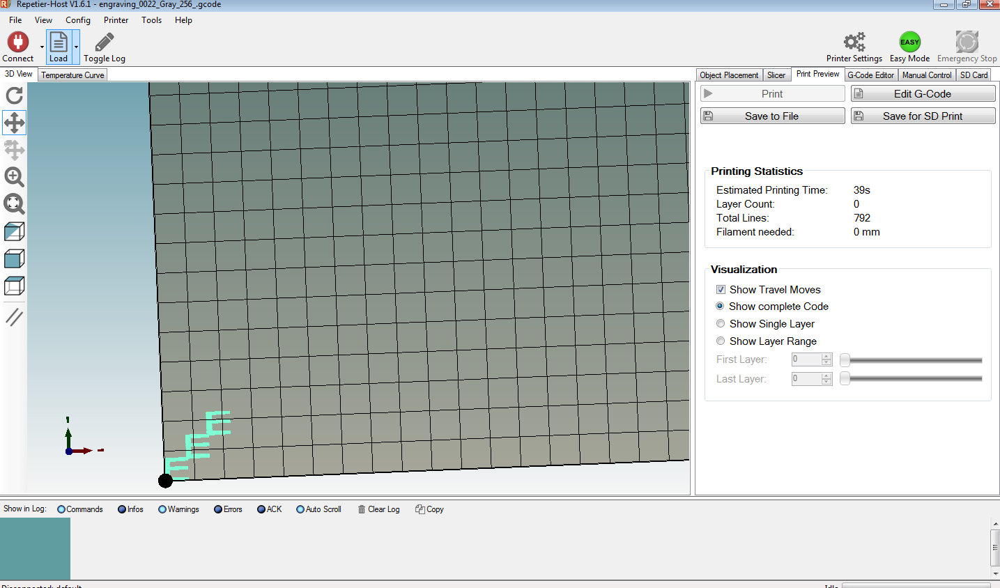 Repetier-Host V1.6.1 - engraving_0022_Gray_256_.gcode
File View Config Printer Tools Help
Connect Load Toggle Log Printer Settings EASY Easy Mode Emergency Stop
3D View Temperature Curve
Object Placement Slicer Print Preview G-Code Editor Manual Control SD Card
Print Edit G-Code
Save to File Save for SD Print
Printing Statistics
Estimated Printing Time: 39s
Layer Count: 0
Total Lines: 792
Filament needed: 0 mm
Visualization
Show Travel Moves
Show complete Code
Show Single Layer
Show Layer Range
First Layer: 0
Last Layer: 0
E
E
E
Show in Log: Commands Infos Warnings Errors ACK Auto Scroll Clear Log Copy
Disconnected: default Idle